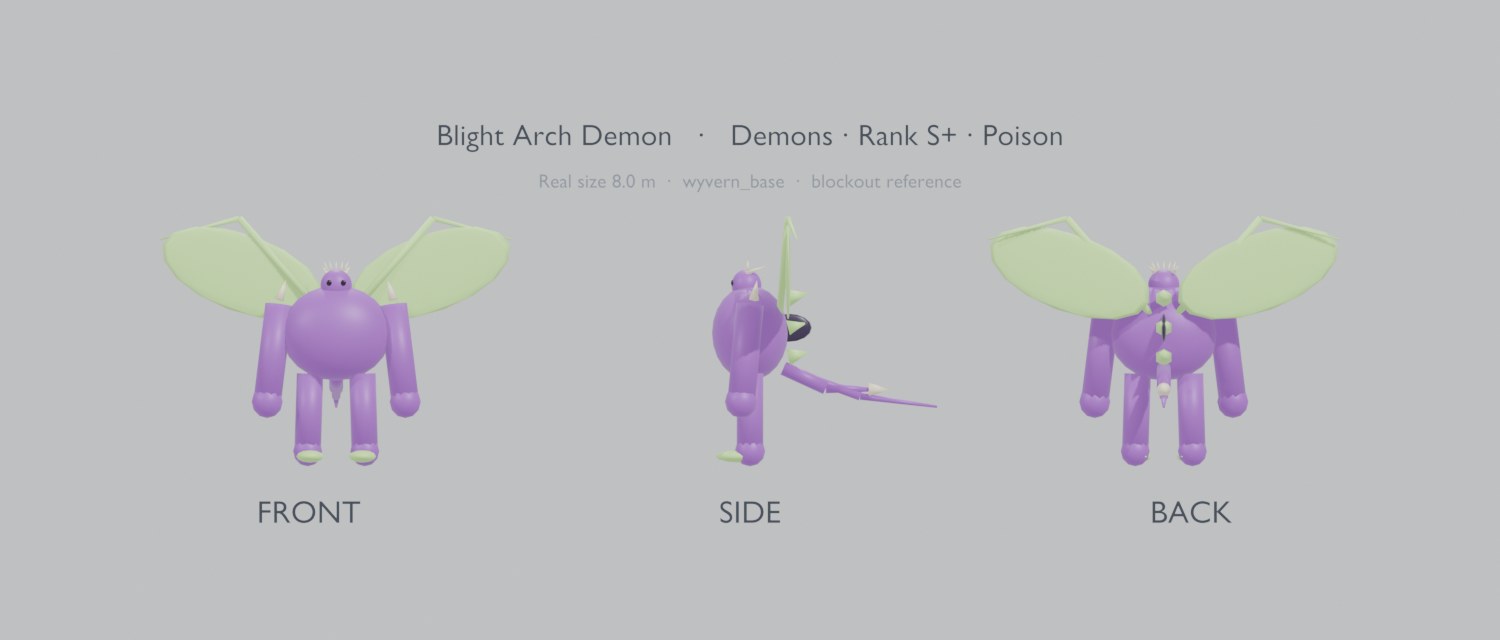 Blight Arch Demon · Demons · Rank S+ · Poison
Real size 8.0 m · wyvern_base · blockout reference
FRONT SIDE BACK